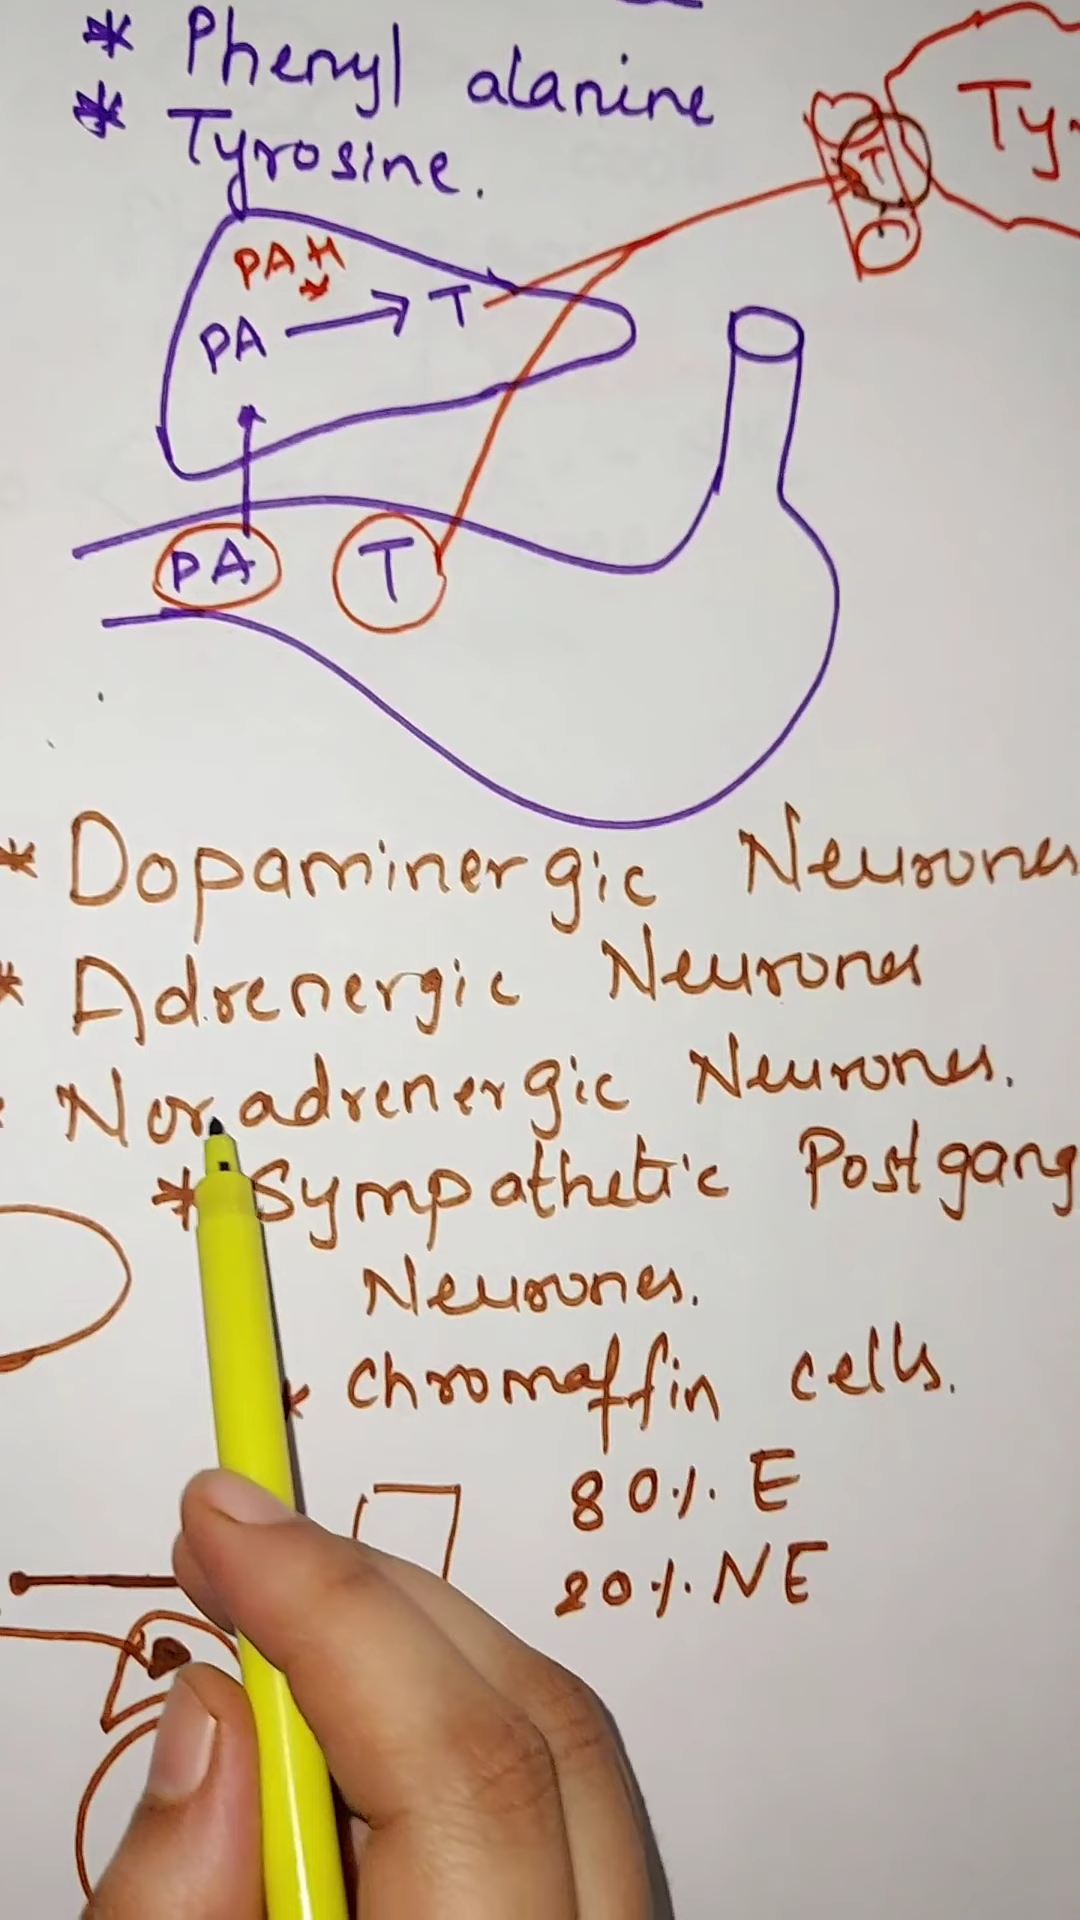 * Phenyl alanine
* Tyrosine.
Ty
T
PAH
*
PA → T
PA T
* Dopaminergic Neurones
* Adrenergic Neurones
Noradrenergic Neurones.
* Sympathetic Postgang
Neurones.
* Chromaffin cells.
80% E
20% NE